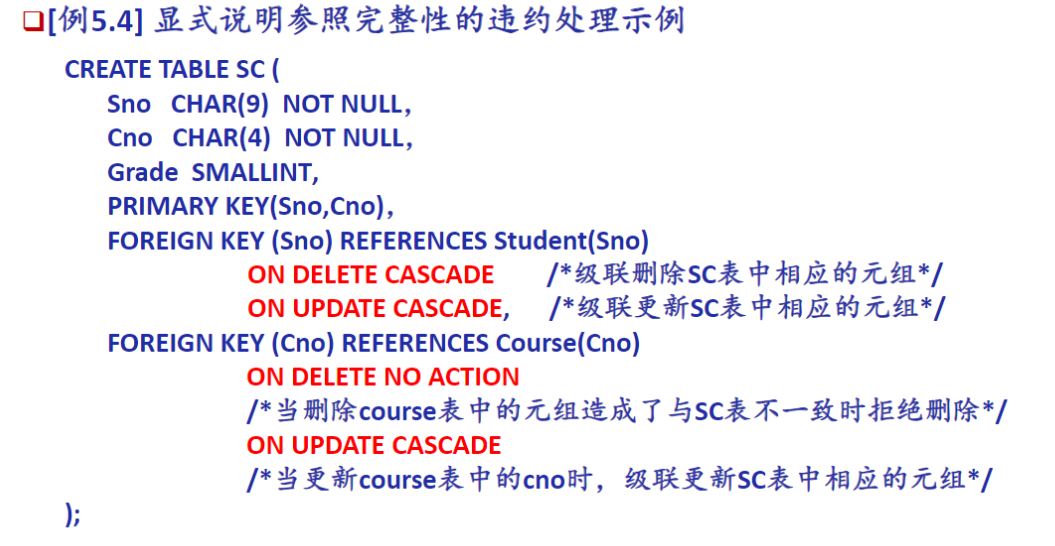 ❑[例5.4] 显式说明参照完整性的违约处理示例
CREATE TABLE SC (
Sno CHAR(9) NOT NULL，
Cno CHAR(4) NOT NULL，
Grade SMALLINT,
PRIMARY KEY(Sno,Cno)，
FOREIGN KEY (Sno) REFERENCES Student(Sno)
ON DELETE CASCADE /*级联删除SC表中相应的元组*/
ON UPDATE CASCADE, /*级联更新SC表中相应的元组*/
FOREIGN KEY (Cno) REFERENCES Course(Cno)
ON DELETE NO ACTION
/*当删除course表中的元组造成了与SC表不一致时拒绝删除*/
ON UPDATE CASCADE
/*当更新course表中的cno时，级联更新SC表中相应的元组*/
);